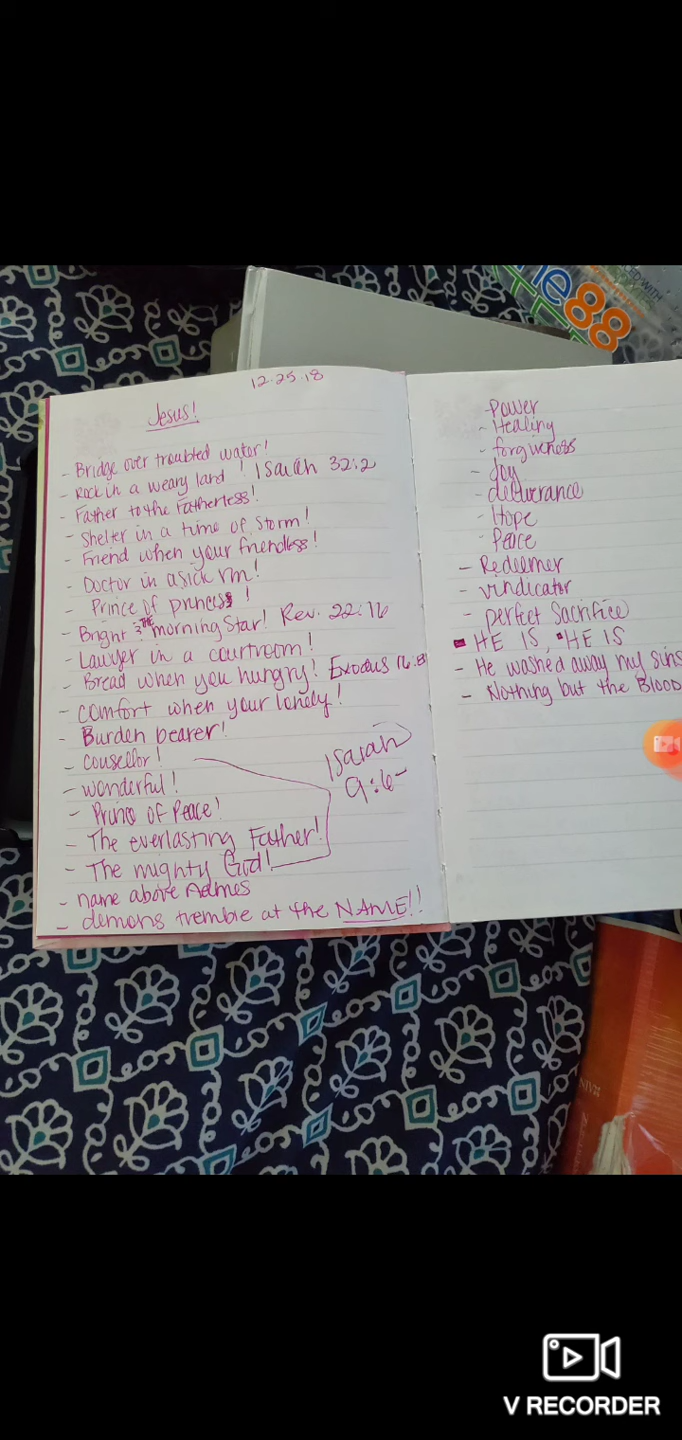 12.25.18
Jesus!
- Bridge over troubled water!
- Rock in a weary land! Isaiah 32:2
- Father to the Fatherless!
- Shelter in a time of storm!
- Friend when your friendless!
- Doctor in a sick rm!
- Prince of princess!
- Bright & THE morning Star! Rev. 22:16
- Lawyer in a courtroom!
- Bread when you hungry! Exodus 16:8
- comfort when your lonely!
- Burden bearer!
- cousellor!
- wonderful!
- Prince of Peace!
- The everlasting Father!
- The mighty God!
Isaiah
9:6-
- name above names
- demons tremble at the NAME!!
Power
- Healing
- forgiveness
- Joy
- deliverance
- Hope
- Peace
- Redeemer
- vindicator
- perfect Sacrifice
HE IS, HE IS
- He washed away my sins
- Nothing but the Blood
ne88
V RECORDER